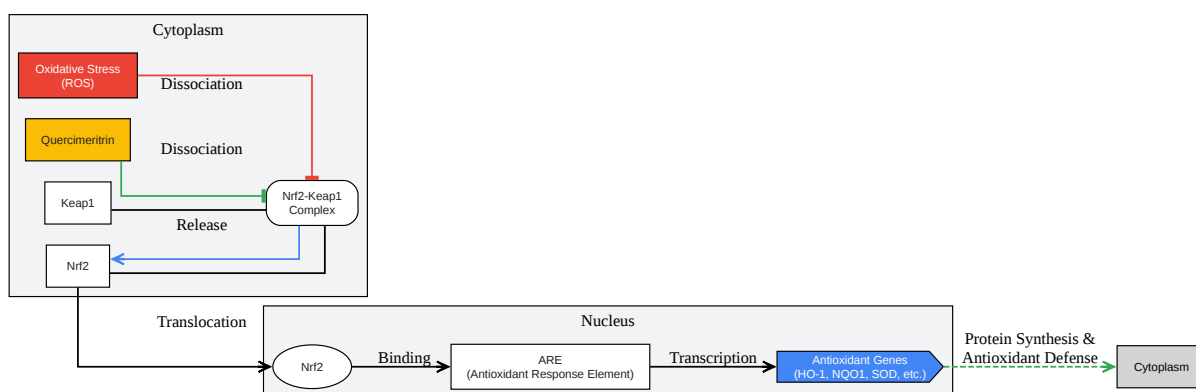 Cytoplasm
Oxidative Stress
(ROS)
Dissociation
Quercimeritrin
Dissociation
Keap1
Nrf2-Keap1
Complex
Release
Nrf2
Translocation
Nucleus
Nrf2
Binding
ARE
(Antioxidant Response Element)
Transcription
Antioxidant Genes
(HO-1, NQO1, SOD, etc.)
Protein Synthesis &
Antioxidant Defense
Cytoplasm